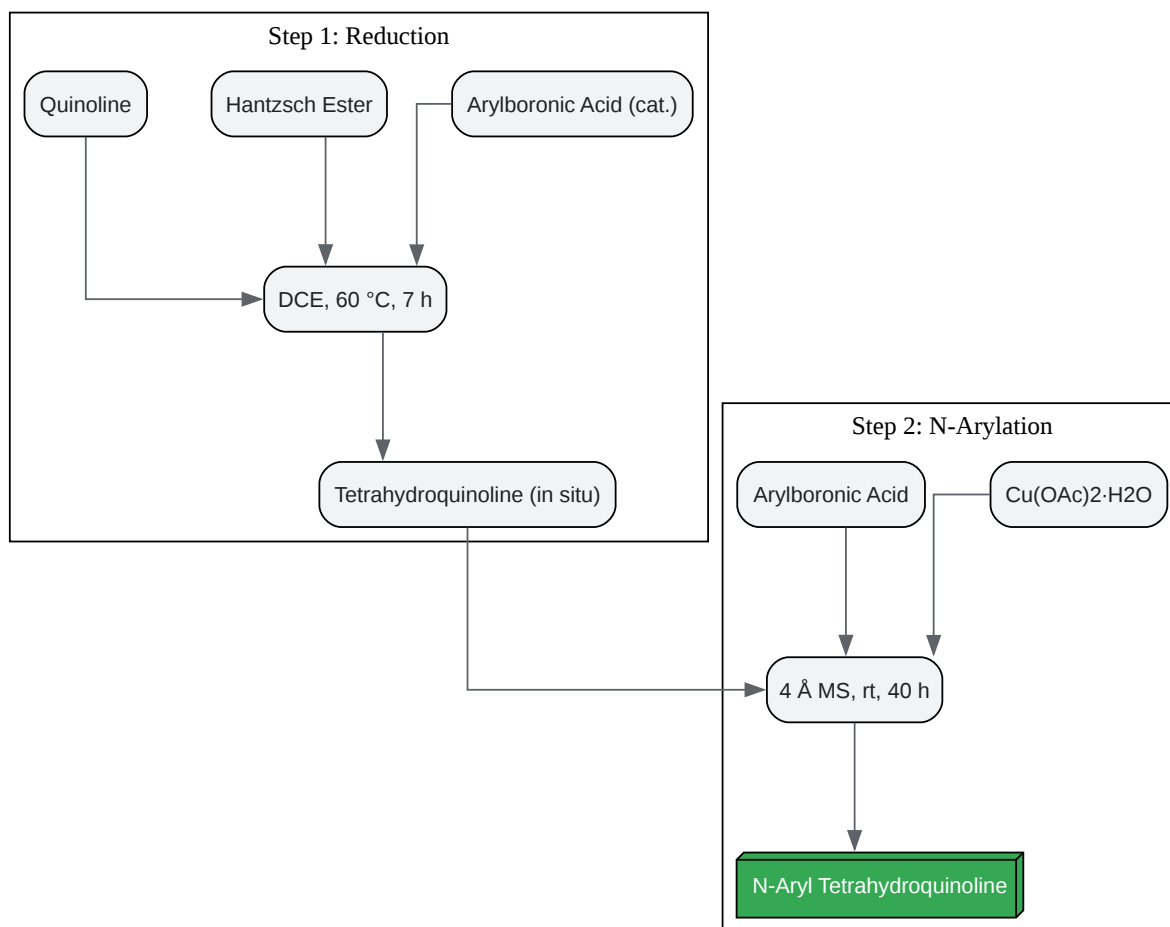 Step 1: Reduction
Quinoline
Hantzsch Ester
Arylboronic Acid (cat.)
DCE, 60 °C, 7 h
Tetrahydroquinoline (in situ)
Step 2: N-Arylation
Arylboronic Acid
Cu(OAc)2·H2O
4 Å MS, rt, 40 h
N-Aryl Tetrahydroquinoline